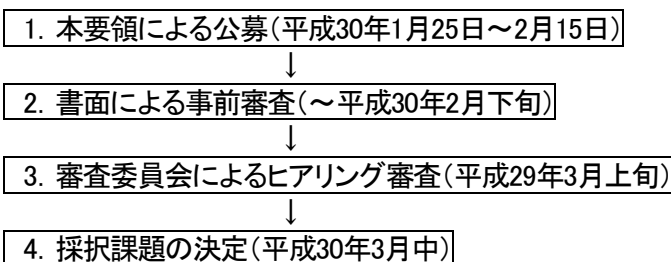 1. 本要領による公募(平成30年1月25日～2月15日)
↓
2. 書面による事前審査(～平成30年2月下旬)
↓
3. 審査委員会によるヒアリング審査(平成29年3月上旬)
↓
4. 採択課題の決定(平成30年3月中)